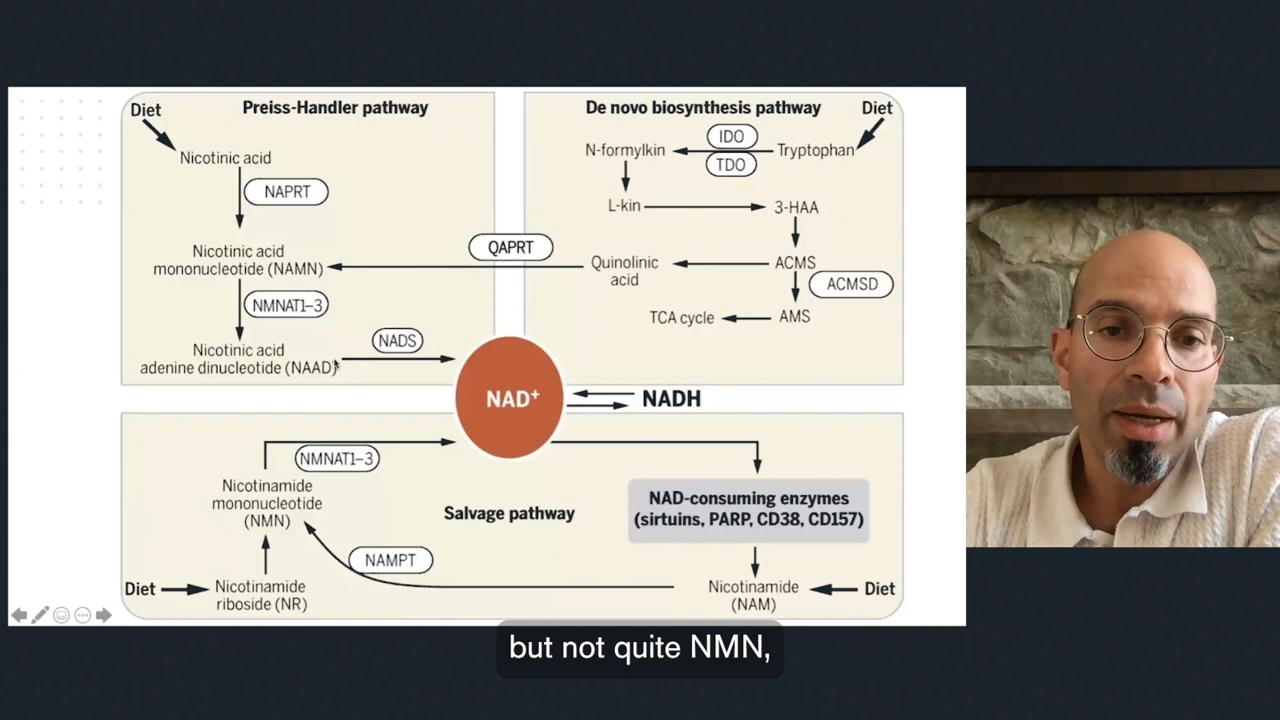 Diet
Preiss-Handler pathway
Nicotinic acid
NAPRT
Nicotinic acid
mononucleotide (NAMN)
NMNAT1–3
Nicotinic acid
adenine dinucleotide (NAAD)
NADS
De novo biosynthesis pathway
Diet
IDO
N-formylkin
Tryptophan
TDO
L-kin
3-HAA
QAPRT
Quinolinic
acid
ACMS
ACMSD
TCA cycle
AMS
NAD+
NADH
NMNAT1–3
Nicotinamide
mononucleotide
(NMN)
Salvage pathway
NAD-consuming enzymes
(sirtuins, PARP, CD38, CD157)
NAMPT
Diet
Nicotinamide
riboside (NR)
Nicotinamide
(NAM)
Diet
but not quite NMN,